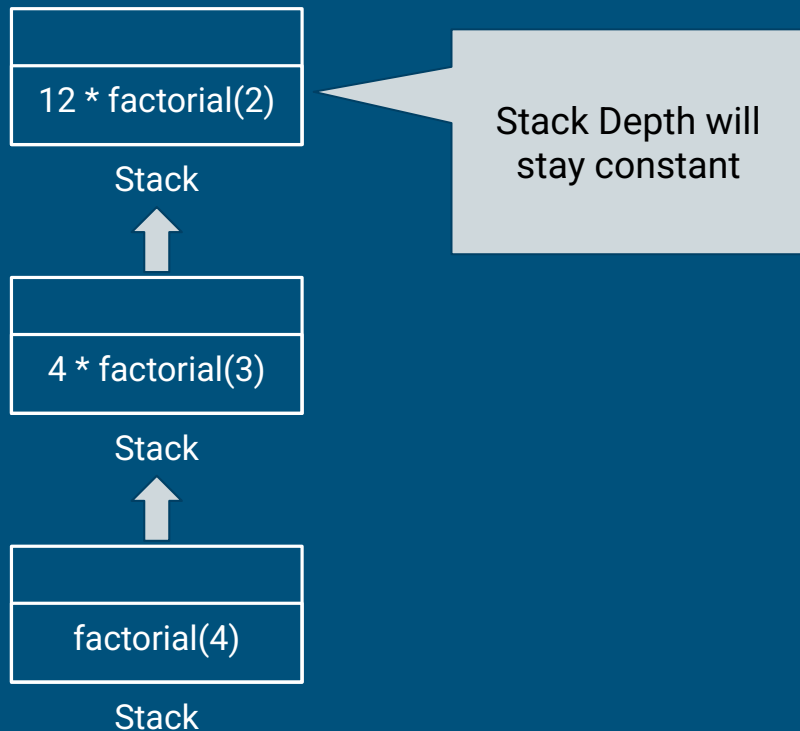 12 * factorial(2)
Stack Depth will
stay constant
Stack
4 * factorial(3)
Stack
factorial(4)
Stack